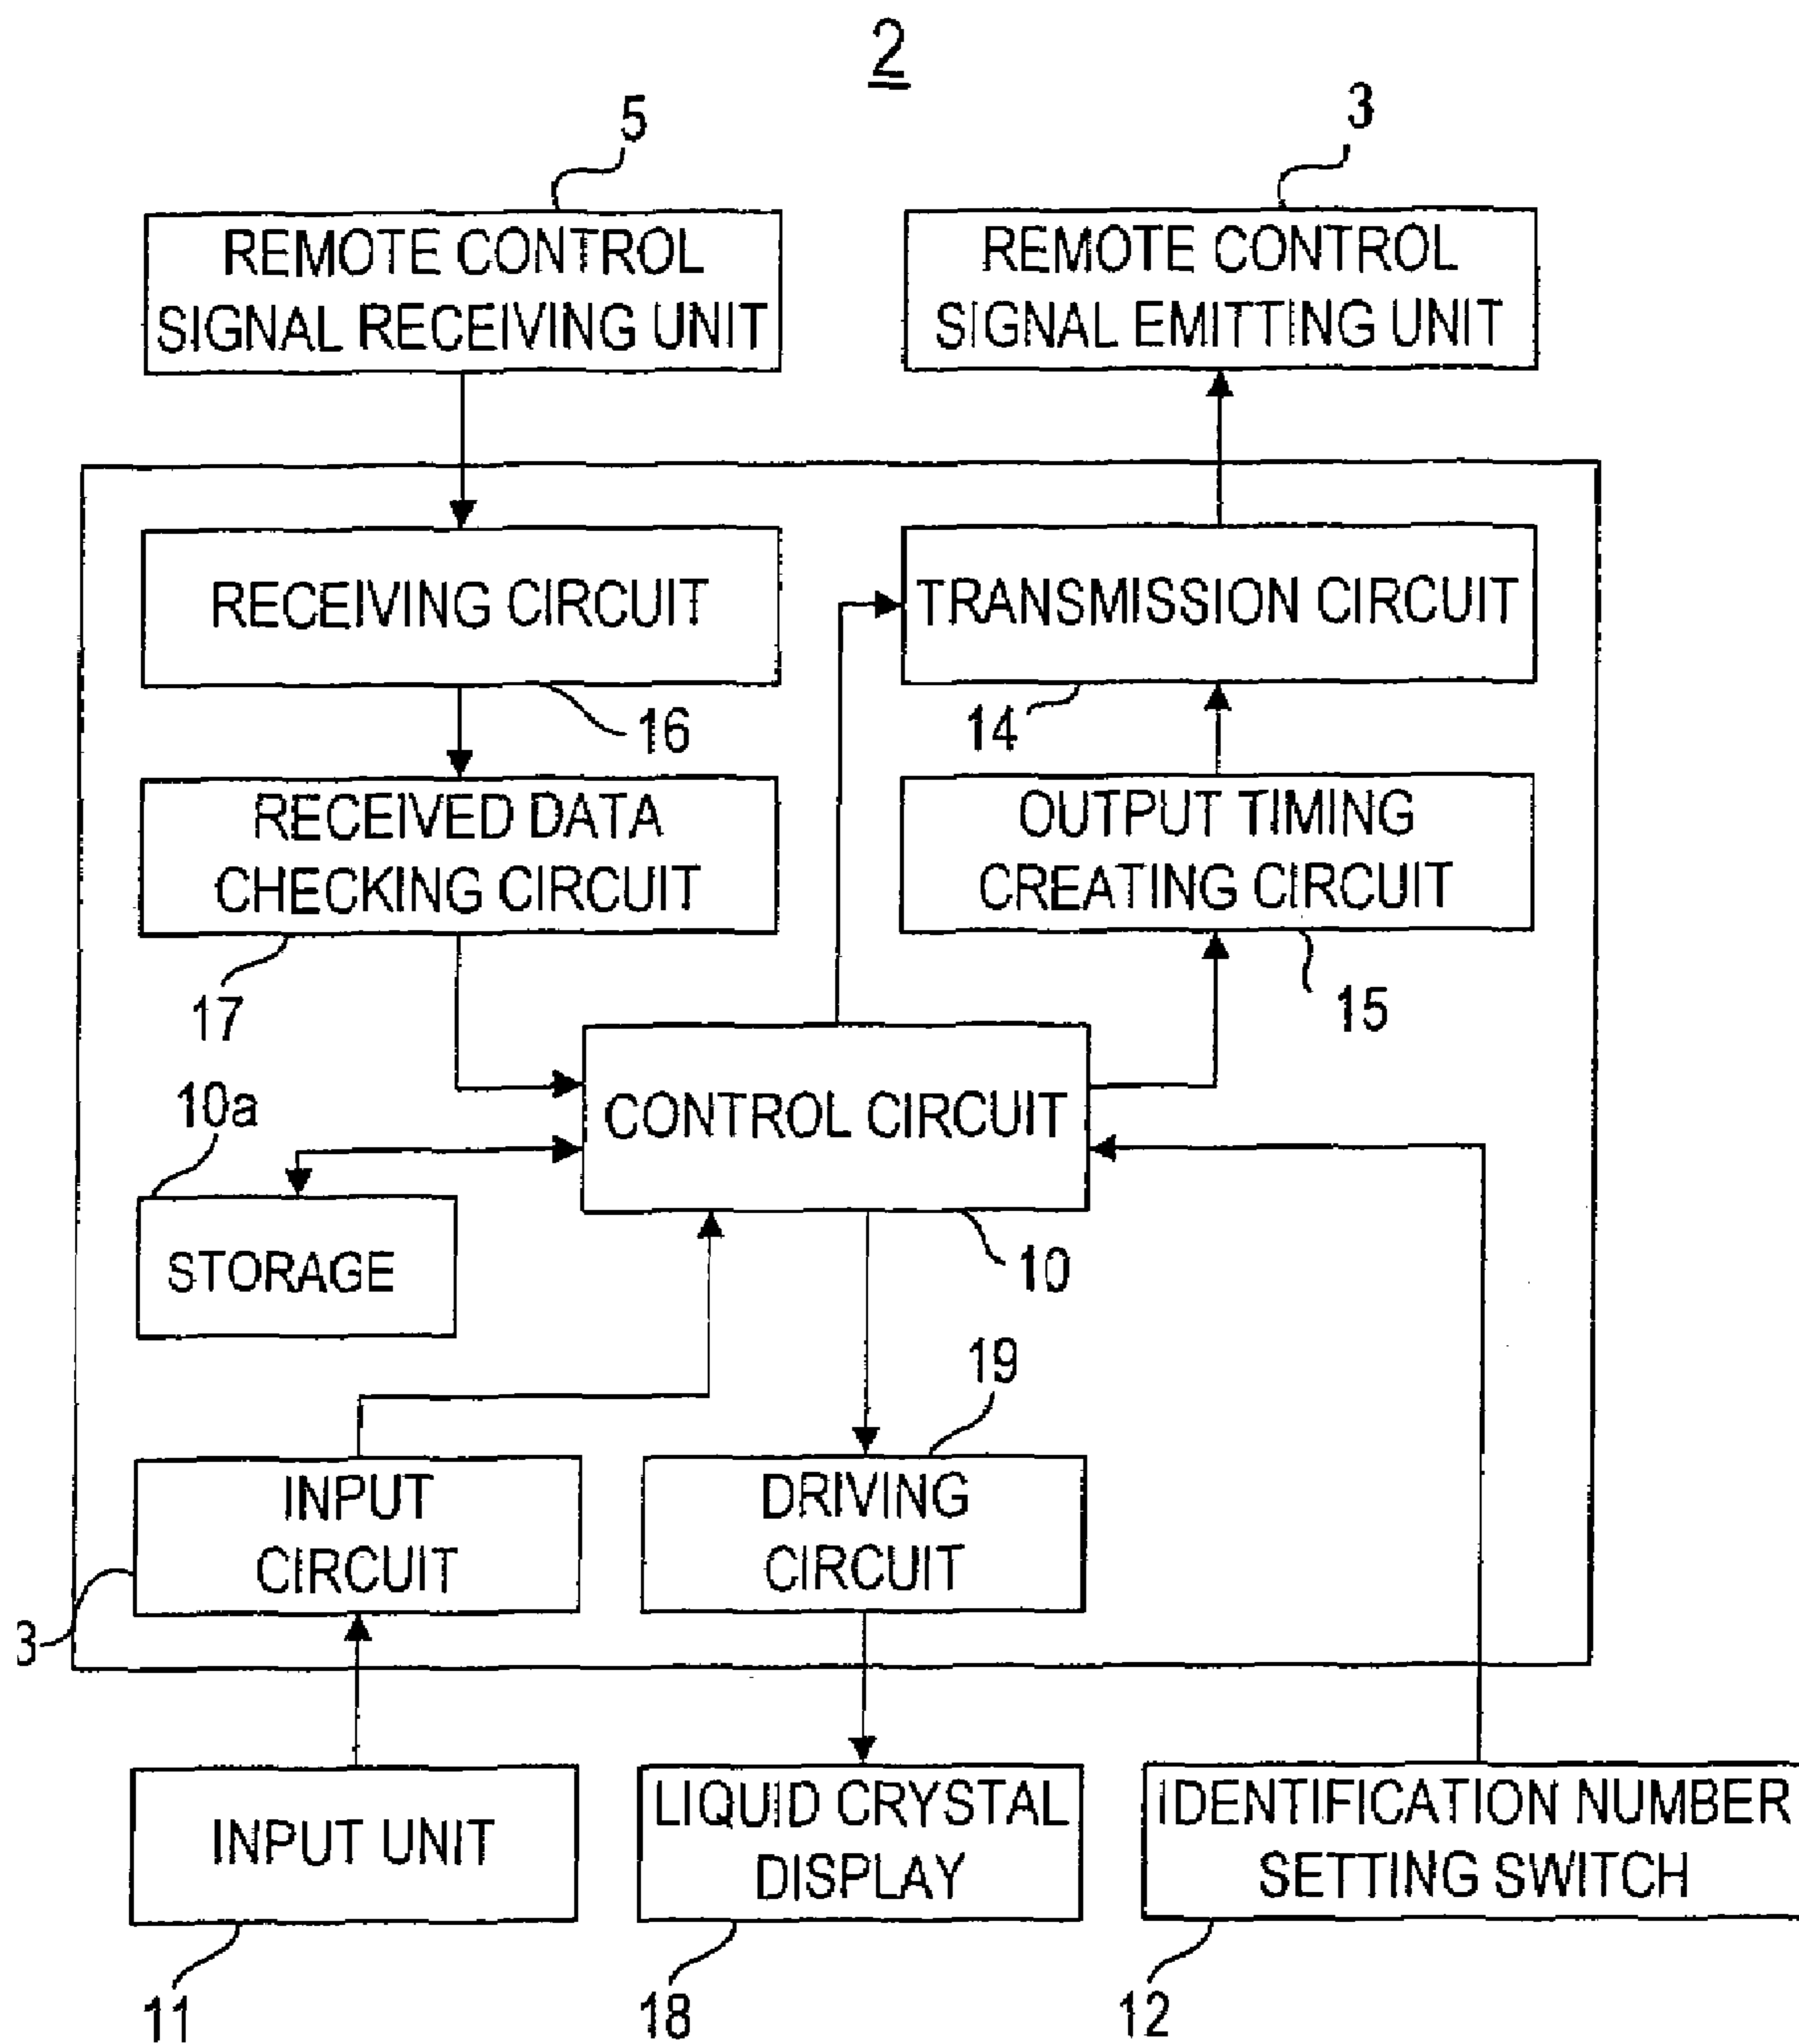 2
5
3
REMOTE CONTROL
SIGNAL RECEIVING UNIT
REMOTE CONTROL
SIGNAL EMITTING UNIT
RECEIVING CIRCUIT
TRANSMISSION CIRCUIT
16
14
RECEIVED DATA
CHECKING CIRCUIT
OUTPUT TIMING
CREATING CIRCUIT
17
15
CONTROL CIRCUIT
10a
STORAGE
10
19
INPUT
CIRCUIT
DRIVING
CIRCUIT
3
INPUT UNIT
LIQUID CRYSTAL
DISPLAY
IDENTIFICATION NUMBER
SETTING SWITCH
11
18
12